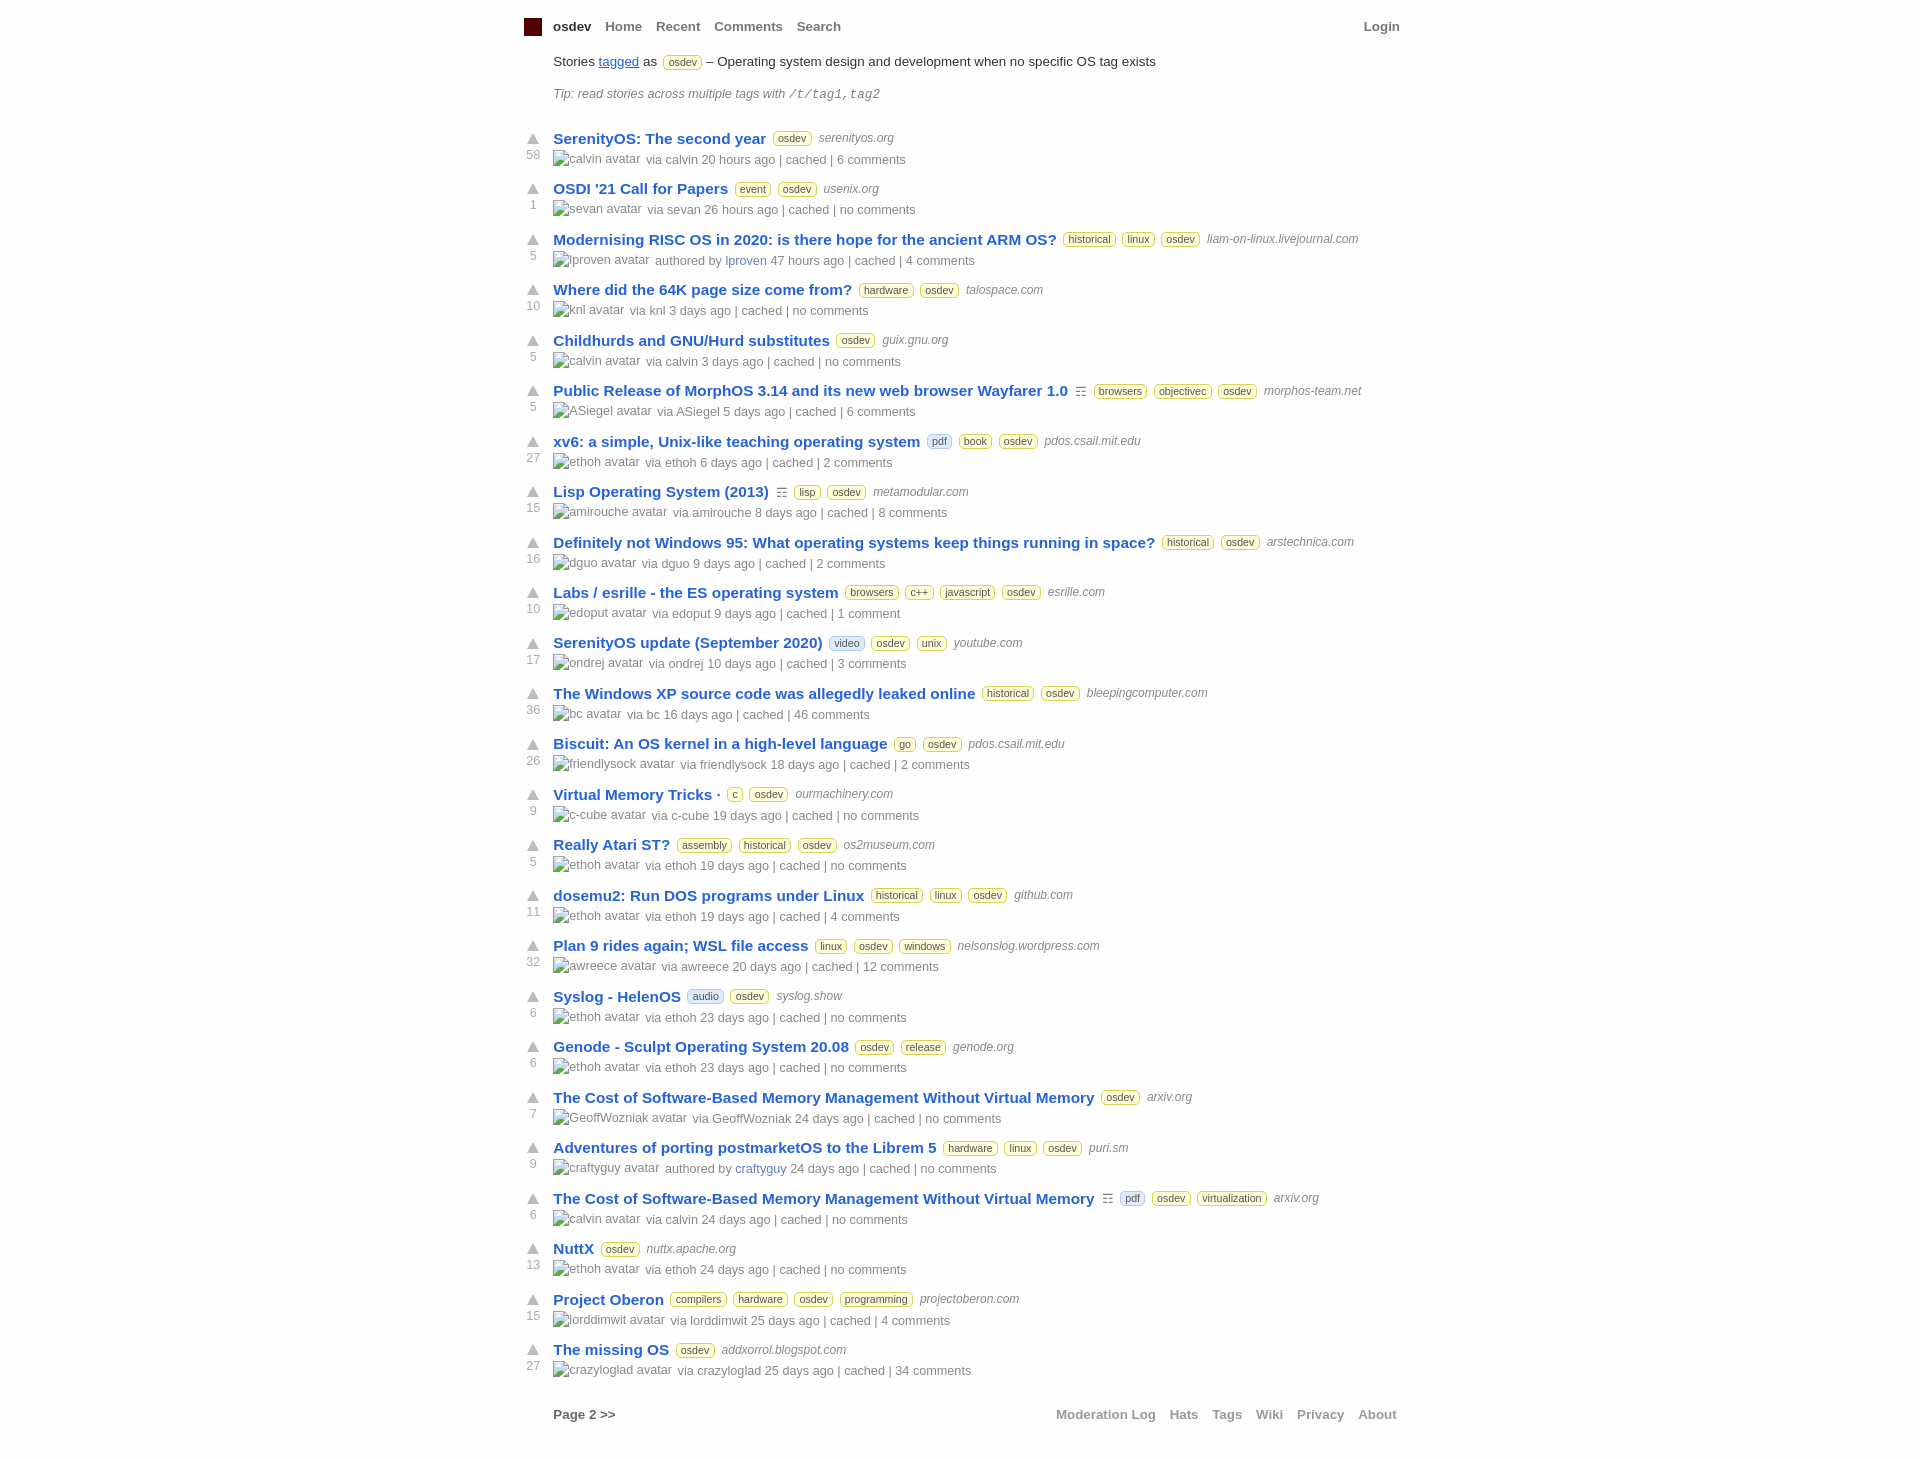 osdev Home Recent Comments Search Login
Stories tagged as osdev – Operating system design and development when no specific OS tag exists
Tip: read stories across multiple tags with /t/tag1,tag2
SerenityOS: The second year osdev serenityos.org
58 calvin avatar via calvin 20 hours ago | cached | 6 comments
OSDI '21 Call for Papers event osdev usenix.org
1 sevan avatar via sevan 26 hours ago | cached | no comments
Modernising RISC OS in 2020: is there hope for the ancient ARM OS? historical linux osdev liam-on-linux.livejournal.com
5 lproven avatar authored by lproven 47 hours ago | cached | 4 comments
Where did the 64K page size come from? hardware osdev talospace.com
10 knl avatar via knl 3 days ago | cached | no comments
Childhurds and GNU/Hurd substitutes osdev guix.gnu.org
5 calvin avatar via calvin 3 days ago | cached | no comments
Public Release of MorphOS 3.14 and its new web browser Wayfarer 1.0 ☶ browsers objectivec osdev morphos-team.net
5 ASiegel avatar via ASiegel 5 days ago | cached | 6 comments
xv6: a simple, Unix-like teaching operating system pdf book osdev pdos.csail.mit.edu
27 ethoh avatar via ethoh 6 days ago | cached | 2 comments
Lisp Operating System (2013) ☶ lisp osdev metamodular.com
15 amirouche avatar via amirouche 8 days ago | cached | 8 comments
Definitely not Windows 95: What operating systems keep things running in space? historical osdev arstechnica.com
16 dguo avatar via dguo 9 days ago | cached | 2 comments
Labs / esrille - the ES operating system browsers c++ javascript osdev esrille.com
10 edoput avatar via edoput 9 days ago | cached | 1 comment
SerenityOS update (September 2020) video osdev unix youtube.com
17 ondrej avatar via ondrej 10 days ago | cached | 3 comments
The Windows XP source code was allegedly leaked online historical osdev bleepingcomputer.com
36 bc avatar via bc 16 days ago | cached | 46 comments
Biscuit: An OS kernel in a high-level language go osdev pdos.csail.mit.edu
26 friendlysock avatar via friendlysock 18 days ago | cached | 2 comments
Virtual Memory Tricks · c osdev ourmachinery.com
9 c-cube avatar via c-cube 19 days ago | cached | no comments
Really Atari ST? assembly historical osdev os2museum.com
5 ethoh avatar via ethoh 19 days ago | cached | no comments
dosemu2: Run DOS programs under Linux historical linux osdev github.com
11 ethoh avatar via ethoh 19 days ago | cached | 4 comments
Plan 9 rides again; WSL file access linux osdev windows nelsonslog.wordpress.com
32 awreece avatar via awreece 20 days ago | cached | 12 comments
Syslog - HelenOS audio osdev syslog.show
6 ethoh avatar via ethoh 23 days ago | cached | no comments
Genode - Sculpt Operating System 20.08 osdev release genode.org
6 ethoh avatar via ethoh 23 days ago | cached | no comments
The Cost of Software-Based Memory Management Without Virtual Memory osdev arxiv.org
7 GeoffWozniak avatar via GeoffWozniak 24 days ago | cached | no comments
Adventures of porting postmarketOS to the Librem 5 hardware linux osdev puri.sm
9 craftyguy avatar authored by craftyguy 24 days ago | cached | no comments
The Cost of Software-Based Memory Management Without Virtual Memory ☶ pdf osdev virtualization arxiv.org
6 calvin avatar via calvin 24 days ago | cached | no comments
NuttX osdev nuttx.apache.org
13 ethoh avatar via ethoh 24 days ago | cached | no comments
Project Oberon compilers hardware osdev programming projectoberon.com
15 lorddimwit avatar via lorddimwit 25 days ago | cached | 4 comments
The missing OS osdev addxorrol.blogspot.com
27 crazyloglad avatar via crazyloglad 25 days ago | cached | 34 comments
Page 2 >> Moderation Log Hats Tags Wiki Privacy About